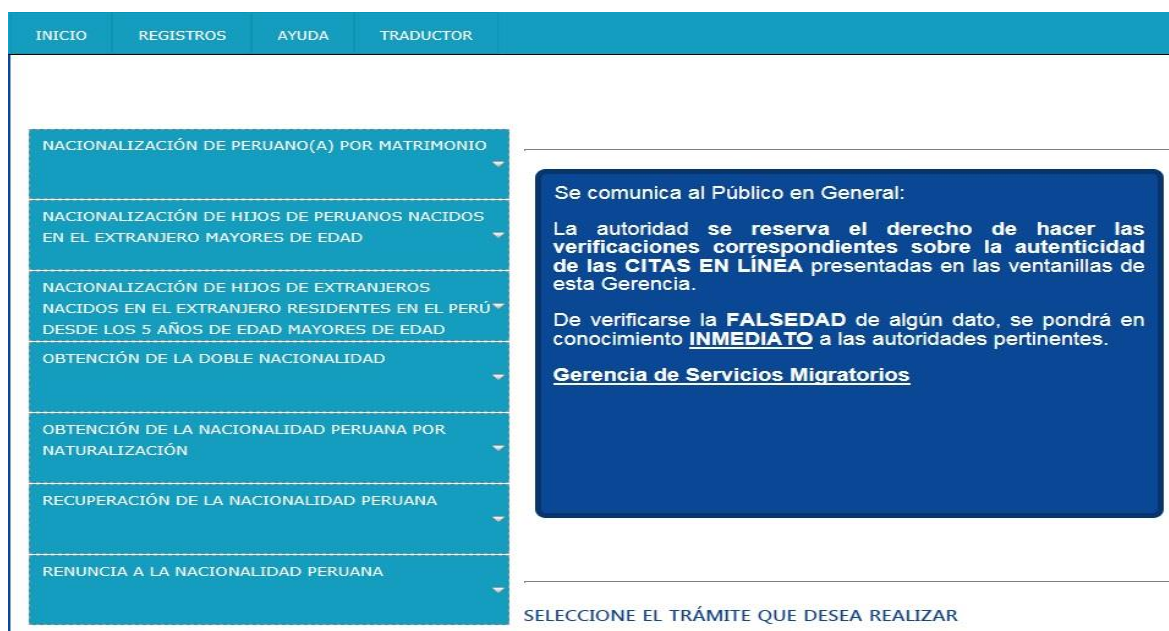 INICIO REGISTROS AYUDA TRADUCTOR
NACIONALIZACIÓN DE PERUANO(A) POR MATRIMONIO
NACIONALIZACIÓN DE HIJOS DE PERUANOS NACIDOS
EN EL EXTRANJERO MAYORES DE EDAD
NACIONALIZACIÓN DE HIJOS DE EXTRANJEROS
NACIDOS EN EL EXTRANJERO RESIDENTES EN EL PERÚ
DESDE LOS 5 AÑOS DE EDAD MAYORES DE EDAD
OBTENCIÓN DE LA DOBLE NACIONALIDAD
OBTENCIÓN DE LA NACIONALIDAD PERUANA POR
NATURALIZACIÓN
RECUPERACIÓN DE LA NACIONALIDAD PERUANA
RENUNCIA A LA NACIONALIDAD PERUANA
Se comunica al Público en General:
La autoridad se reserva el derecho de hacer las
verificaciones correspondientes sobre la autenticidad
de las CITAS EN LÍNEA presentadas en las ventanillas de
esta Gerencia.
De verificarse la FALSEDAD de algún dato, se pondrá en
conocimiento INMEDIATO a las autoridades pertinentes.
Gerencia de Servicios Migratorios
SELECCIONE EL TRÁMITE QUE DESEA REALIZAR